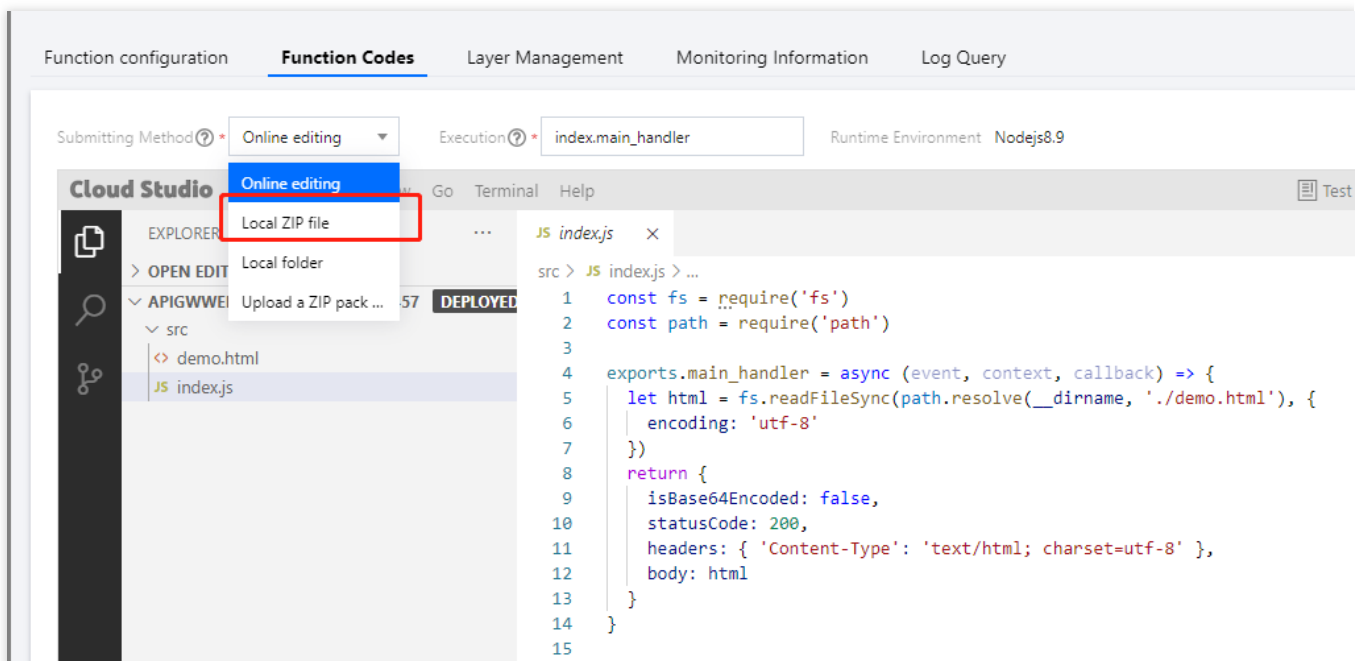 Function configuration Function Codes Layer Management Monitoring Information Log Query
Submitting Method ? * Online editing Execution ? * index.main_handler Runtime Environment Nodejs8.9
Cloud Studio Go Terminal Help Test
Online editing
Local ZIP file
Local folder
Upload a ZIP pack ...
EXPLORER ...
OPEN EDIT
APIGWWE 57 DEPLOYED
src
<> demo.html
JS index.js
JS index.js ×
src > JS index.js > ...
1 const fs = require('fs')
2 const path = require('path')
3
4 exports.main_handler = async (event, context, callback) => {
5 let html = fs.readFileSync(path.resolve(__dirname, './demo.html'), {
6 encoding: 'utf-8'
7 })
8 return {
9 isBase64Encoded: false,
10 statusCode: 200,
11 headers: { 'Content-Type': 'text/html; charset=utf-8' },
12 body: html
13 }
14 }
15